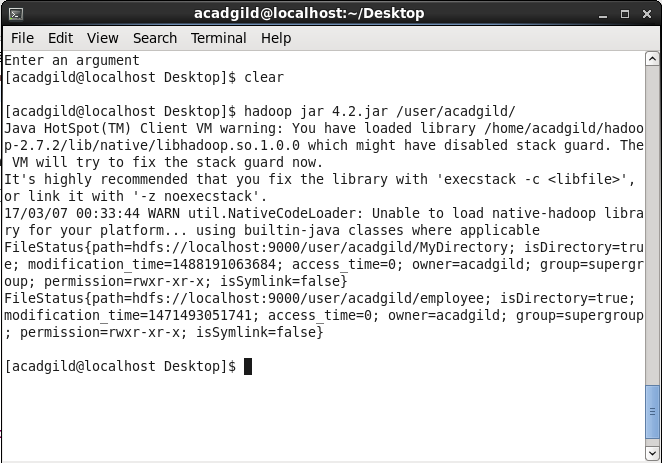 acadgild@localhost:~/Desktop
File Edit View Search Terminal Help
Enter an argument
[acadgild@localhost Desktop]$ clear
[acadgild@localhost Desktop]$ hadoop jar 4.2.jar /user/acadgild/
Java HotSpot(TM) Client VM warning: You have loaded library /home/acadgild/hadoo
p-2.7.2/lib/native/libhadoop.so.1.0.0 which might have disabled stack guard. The
 VM will try to fix the stack guard now.
It's highly recommended that you fix the library with 'execstack -c <libfile>',
or link it with '-z noexecstack'.
17/03/07 00:33:44 WARN util.NativeCodeLoader: Unable to load native-hadoop libra
ry for your platform... using builtin-java classes where applicable
FileStatus{path=hdfs://localhost:9000/user/acadgild/MyDirectory; isDirectory=tru
e; modification_time=1488191063684; access_time=0; owner=acadgild; group=supergr
oup; permission=rwxr-xr-x; isSymlink=false}
FileStatus{path=hdfs://localhost:9000/user/acadgild/employee; isDirectory=true;
modification_time=1471493051741; access_time=0; owner=acadgild; group=supergroup
; permission=rwxr-xr-x; isSymlink=false}
[acadgild@localhost Desktop]$